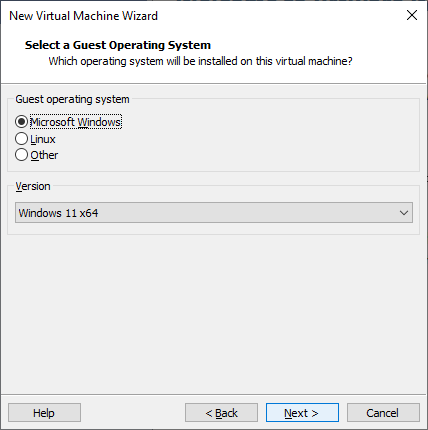 New Virtual Machine Wizard
Select a Guest Operating System
Which operating system will be installed on this virtual machine?
Guest operating system
Microsoft Windows
Linux
Other
Version
Windows 11 x64
Help
< Back
Next >
Cancel